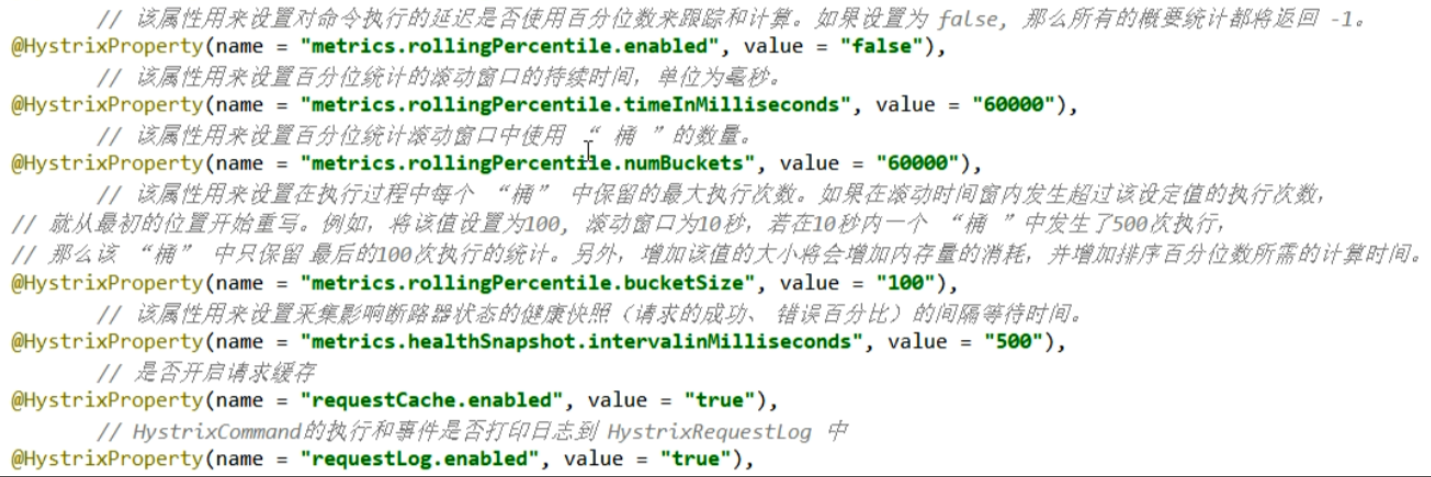 // 该属性用来设置对命令执行的延迟是否使用百分位数来跟踪和计算。如果设置为 false, 那么所有的概要统计都将返回 -1。
@HystrixProperty(name = "metrics.rollingPercentile.enabled", value = "false"),
// 该属性用来设置百分位统计的滚动窗口的持续时间，单位为毫秒。
@HystrixProperty(name = "metrics.rollingPercentile.timeInMilliseconds", value = "60000"),
// 该属性用来设置百分位统计滚动窗口中使用 “ 桶 ”的数量。
@HystrixProperty(name = "metrics.rollingPercentile.numBuckets", value = "60000"),
// 该属性用来设置在执行过程中每个 “桶” 中保留的最大执行次数。如果在滚动时间窗内发生超过该设定值的执行次数，
// 就从最初的位置开始重写。例如，将该值设置为100, 滚动窗口为10秒，若在10秒内一个 “桶 ”中发生了500次执行，
// 那么该 “桶” 中只保留 最后的100次执行的统计。另外，增加该值的大小将会增加内存量的消耗，并增加排序百分位数所需的计算时间。
@HystrixProperty(name = "metrics.rollingPercentile.bucketSize", value = "100"),
// 该属性用来设置采集影响断路器状态的健康快照（请求的成功、 错误百分比）的间隔等待时间。
@HystrixProperty(name = "metrics.healthSnapshot.intervalinMilliseconds", value = "500"),
// 是否开启请求缓存
@HystrixProperty(name = "requestCache.enabled", value = "true"),
// HystrixCommand的执行和事件是否打印日志到 HystrixRequestLog 中
@HystrixProperty(name = "requestLog.enabled", value = "true"),